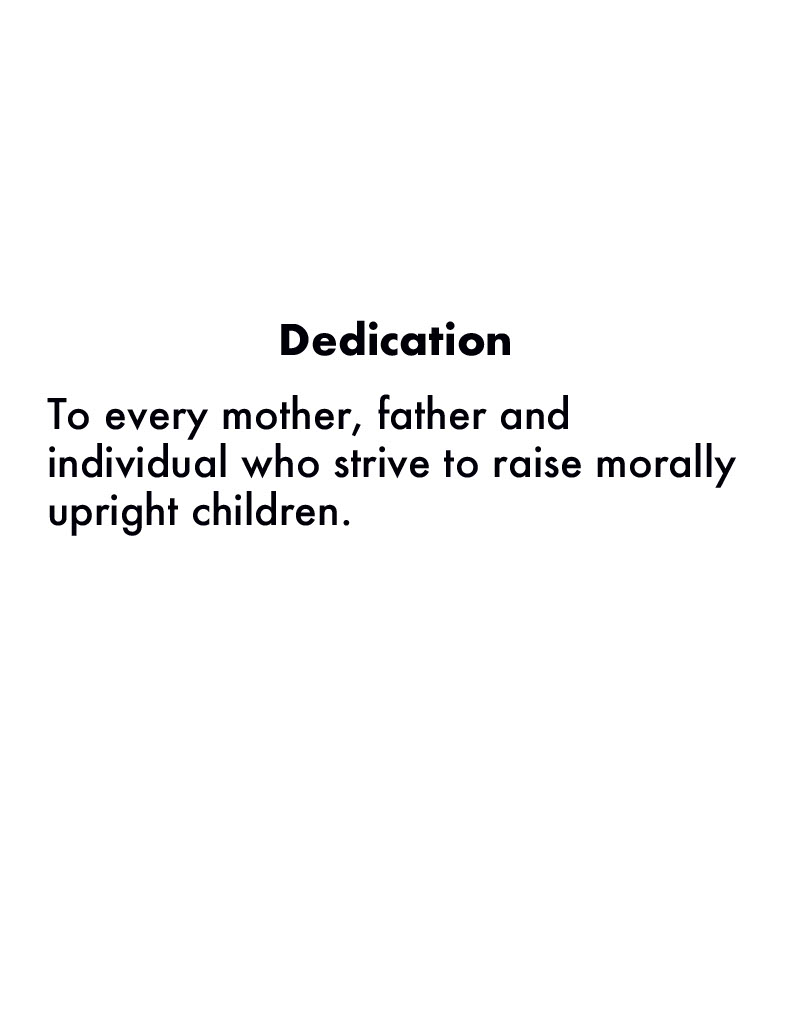 Dedication
To every mother, father and
individual who strive to raise morally
upright children.